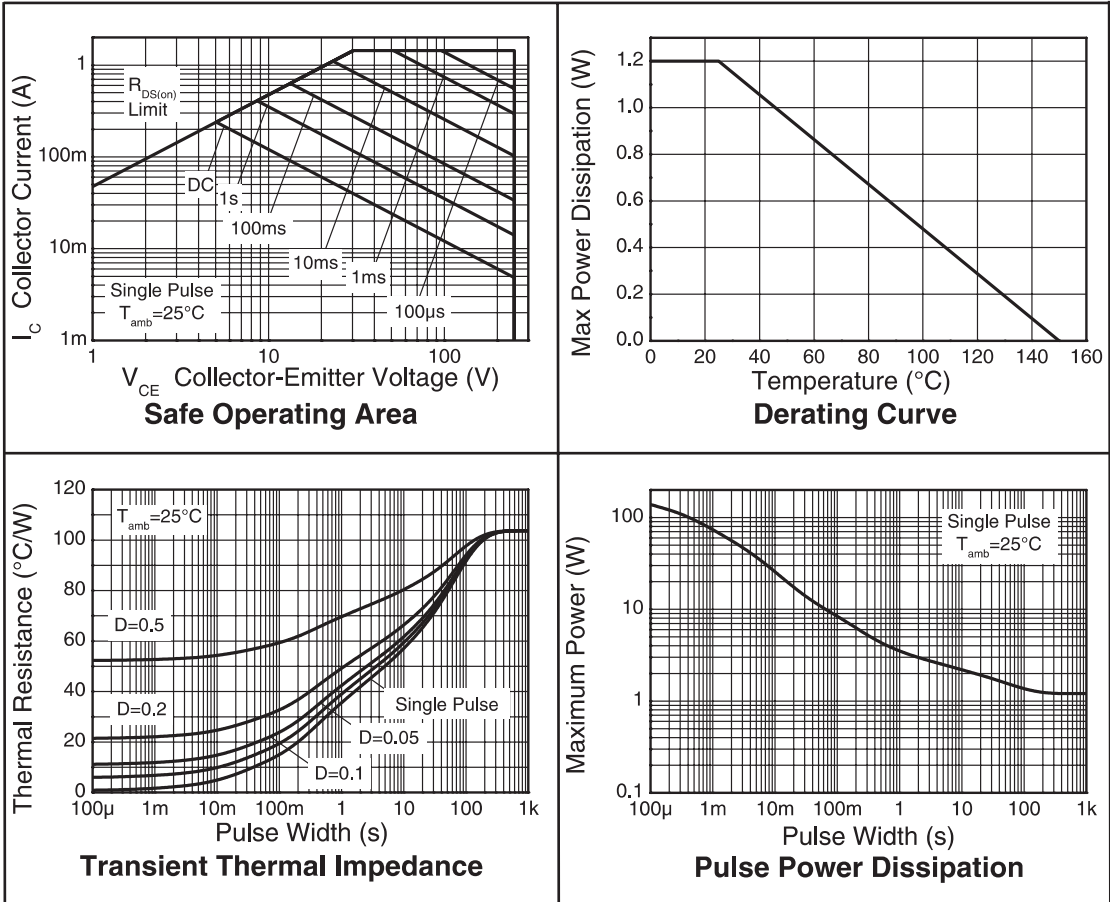 I_C Collector Current (A)
1
100m
10m
1m
R_DS(on)
Limit
DC
1s
100ms
10ms
1ms
100µs
Single Pulse
T_amb=25°C
1
10
100
V_CE Collector-Emitter Voltage (V)
Safe Operating Area
Max Power Dissipation (W)
1.2
1.0
0.8
0.6
0.4
0.2
0.0
0 20 40 60 80 100 120 140 160
Temperature (°C)
Derating Curve
Thermal Resistance (°C/W)
120
100
80
60
40
20
0
T_amb=25°C
D=0.5
D=0.2
Single Pulse
D=0.05
D=0.1
100µ 1m 10m 100m 1 10 100 1k
Pulse Width (s)
Transient Thermal Impedance
Maximum Power (W)
100
10
1
0.1
Single Pulse
T_amb=25°C
100µ 1m 10m 100m 1 10 100 1k
Pulse Width (s)
Pulse Power Dissipation